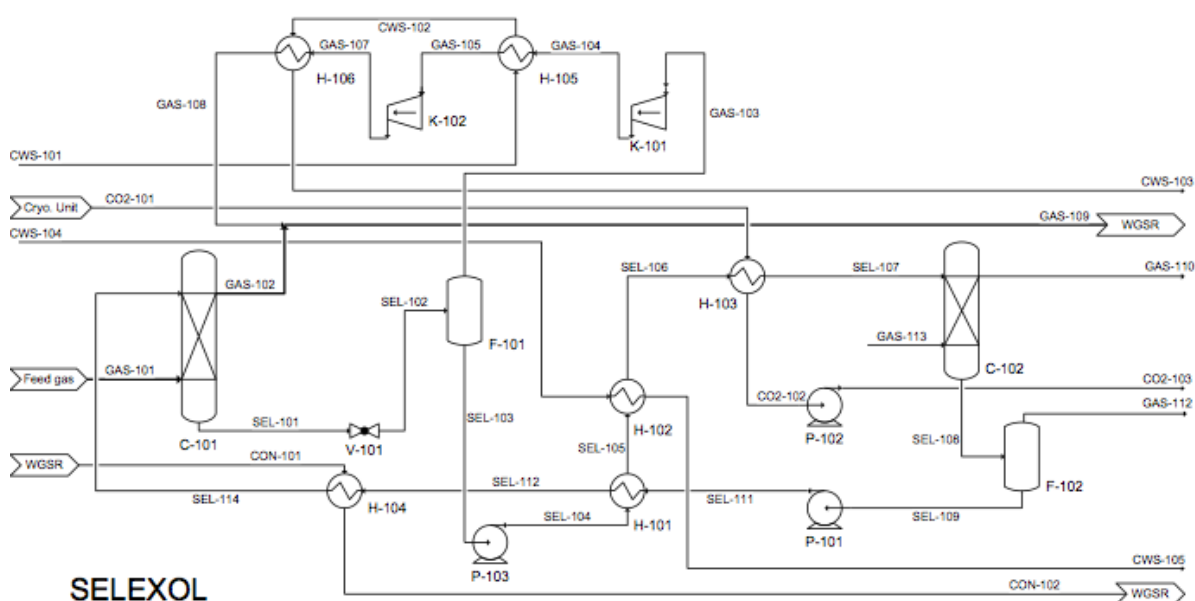 CWS-102
GAS-107
GAS-105
GAS-104
H-106
H-105
GAS-108
K-102
K-101
GAS-103
CWS-101
CWS-103
Cryo. Unit
CO2-101
GAS-109
WGSR
CWS-104
SEL-106
SEL-107
GAS-110
GAS-102
H-103
SEL-102
F-101
GAS-113
C-102
Feed gas
GAS-101
CO2-103
CO2-102
GAS-112
SEL-101
SEL-103
H-102
P-102
C-101
V-101
SEL-105
SEL-108
WGSR
CON-101
SEL-112
SEL-111
F-102
SEL-114
H-104
SEL-104
H-101
P-101
SEL-109
P-103
CWS-105
SELEXOL
CON-102
WGSR